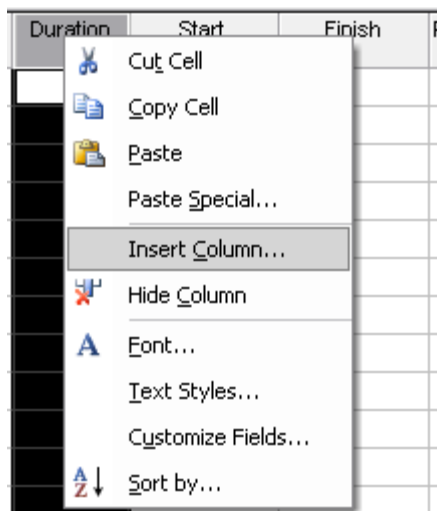 Duration Start Finish
Cut Cell
Copy Cell
Paste
Paste Special...
Insert Column...
Hide Column
Font...
Text Styles...
Customize Fields...
Sort by...